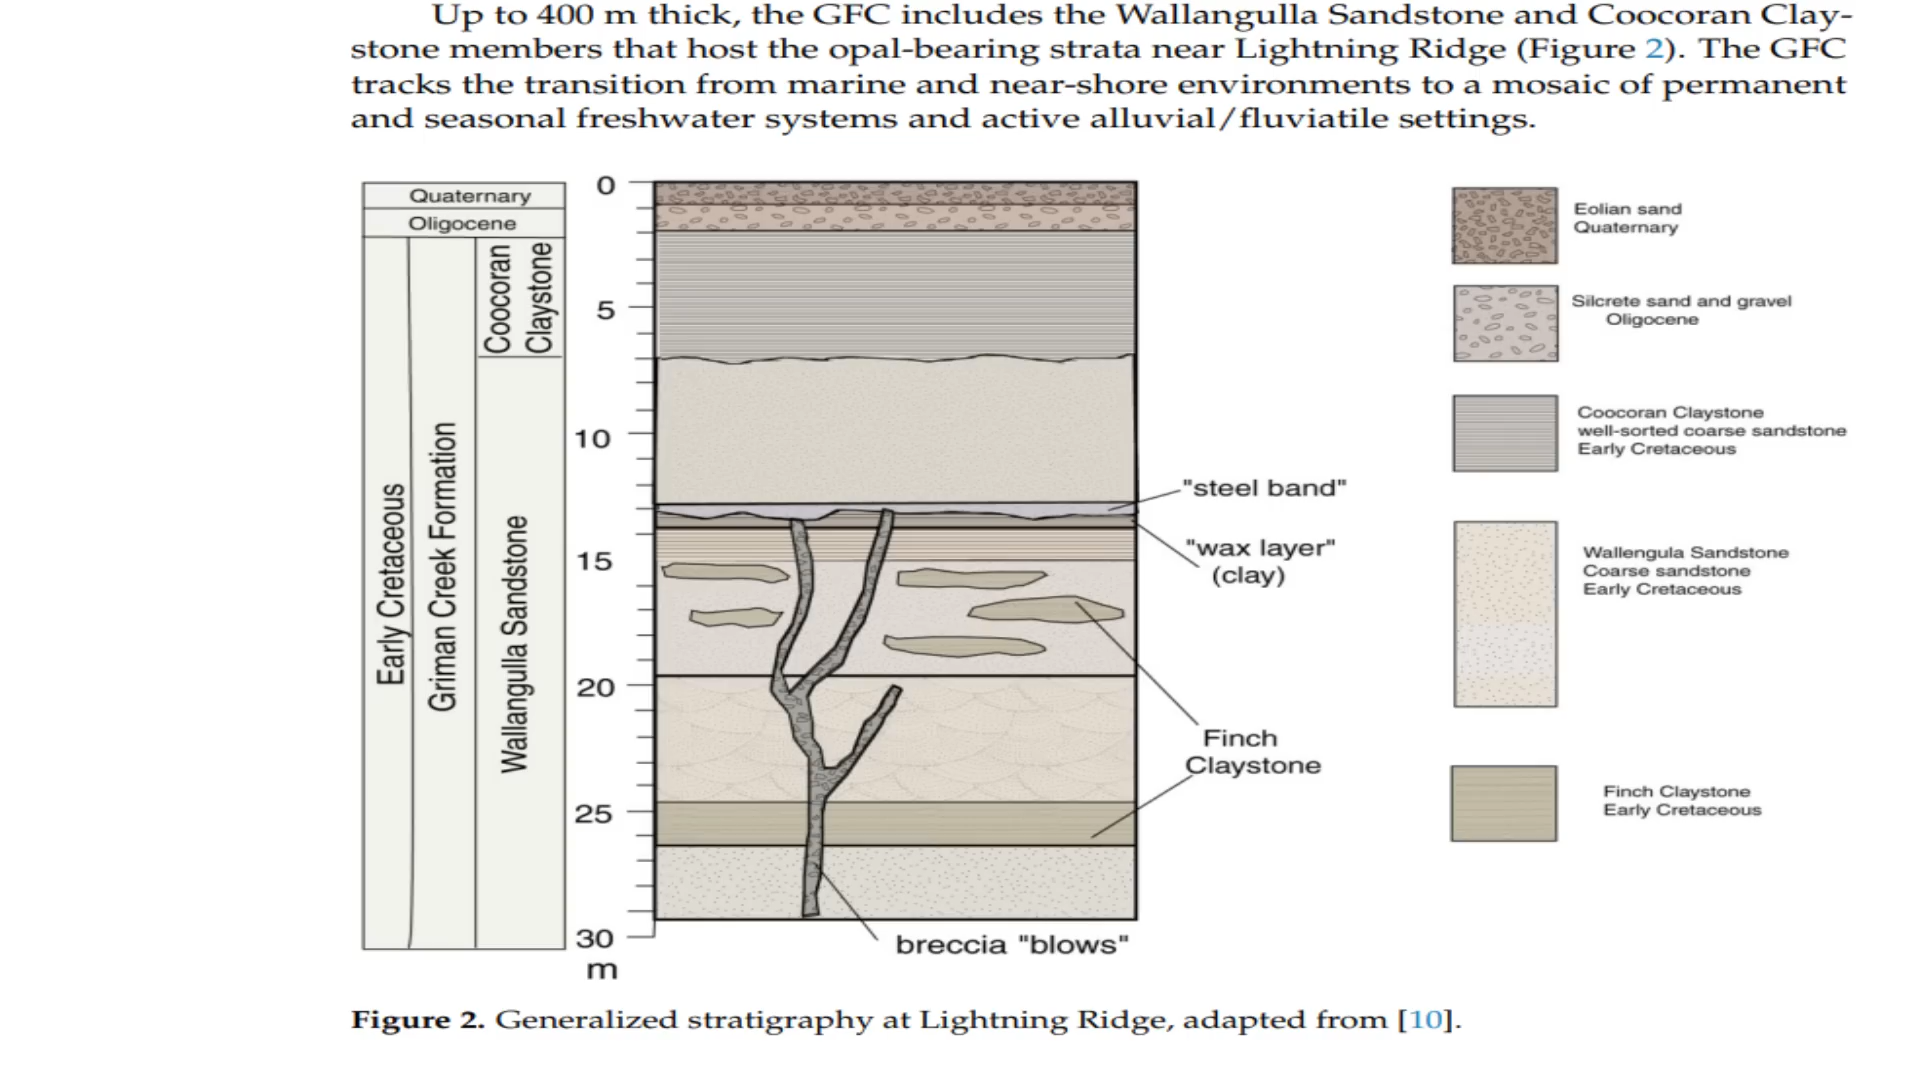 Up to 400 m thick, the GFC includes the Wallangulla Sandstone and Coocoran Clay-
stone members that host the opal-bearing strata near Lightning Ridge (Figure 2). The GFC
tracks the transition from marine and near-shore environments to a mosaic of permanent
and seasonal freshwater systems and active alluvial/fluviatile settings.
Quaternary
Oligocene
Early Cretaceous
Griman Creek Formation
Coocoran
Claystone
Wallangulla Sandstone
0
5
10
15
20
25
30
m
"steel band"
"wax layer"
(clay)
Finch
Claystone
breccia "blows"
Eolian sand
Quaternary
Silcrete sand and gravel
Oligocene
Coocoran Claystone
well-sorted coarse sandstone
Early Cretaceous
Wallengula Sandstone
Coarse sandstone
Early Cretaceous
Finch Claystone
Early Cretaceous
Figure 2. Generalized stratigraphy at Lightning Ridge, adapted from [10].